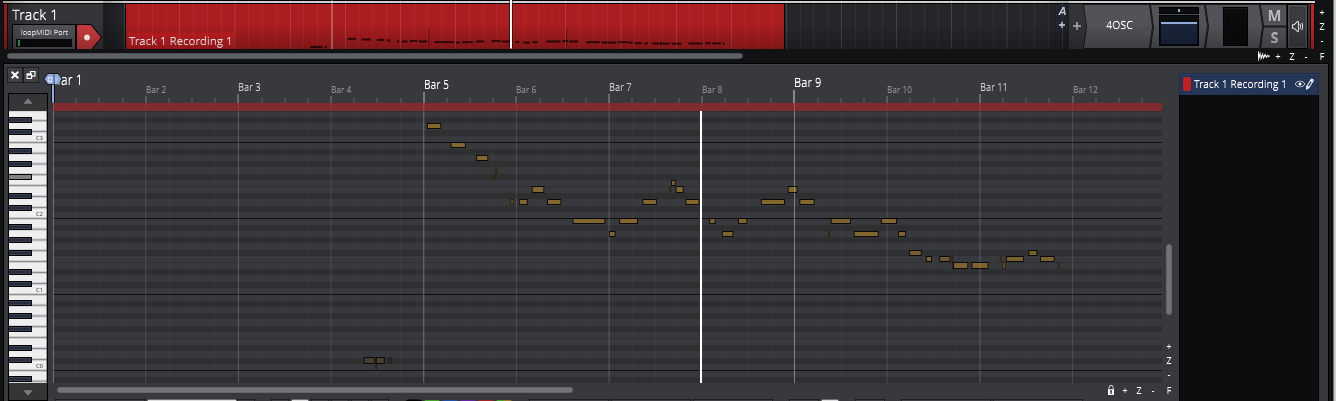 Track 1
loopMIDI Port
Track 1 Recording 1
A
+
+
4OSC
M
S
+
Z
-
F
+ Z - F
Bar 1
Bar 2
Bar 3
Bar 4
Bar 5
Bar 6
Bar 7
Bar 8
Bar 9
Bar 10
Bar 11
Bar 12
Track 1 Recording 1
C3
C2
C1
C0
+
Z
-
+ Z - F